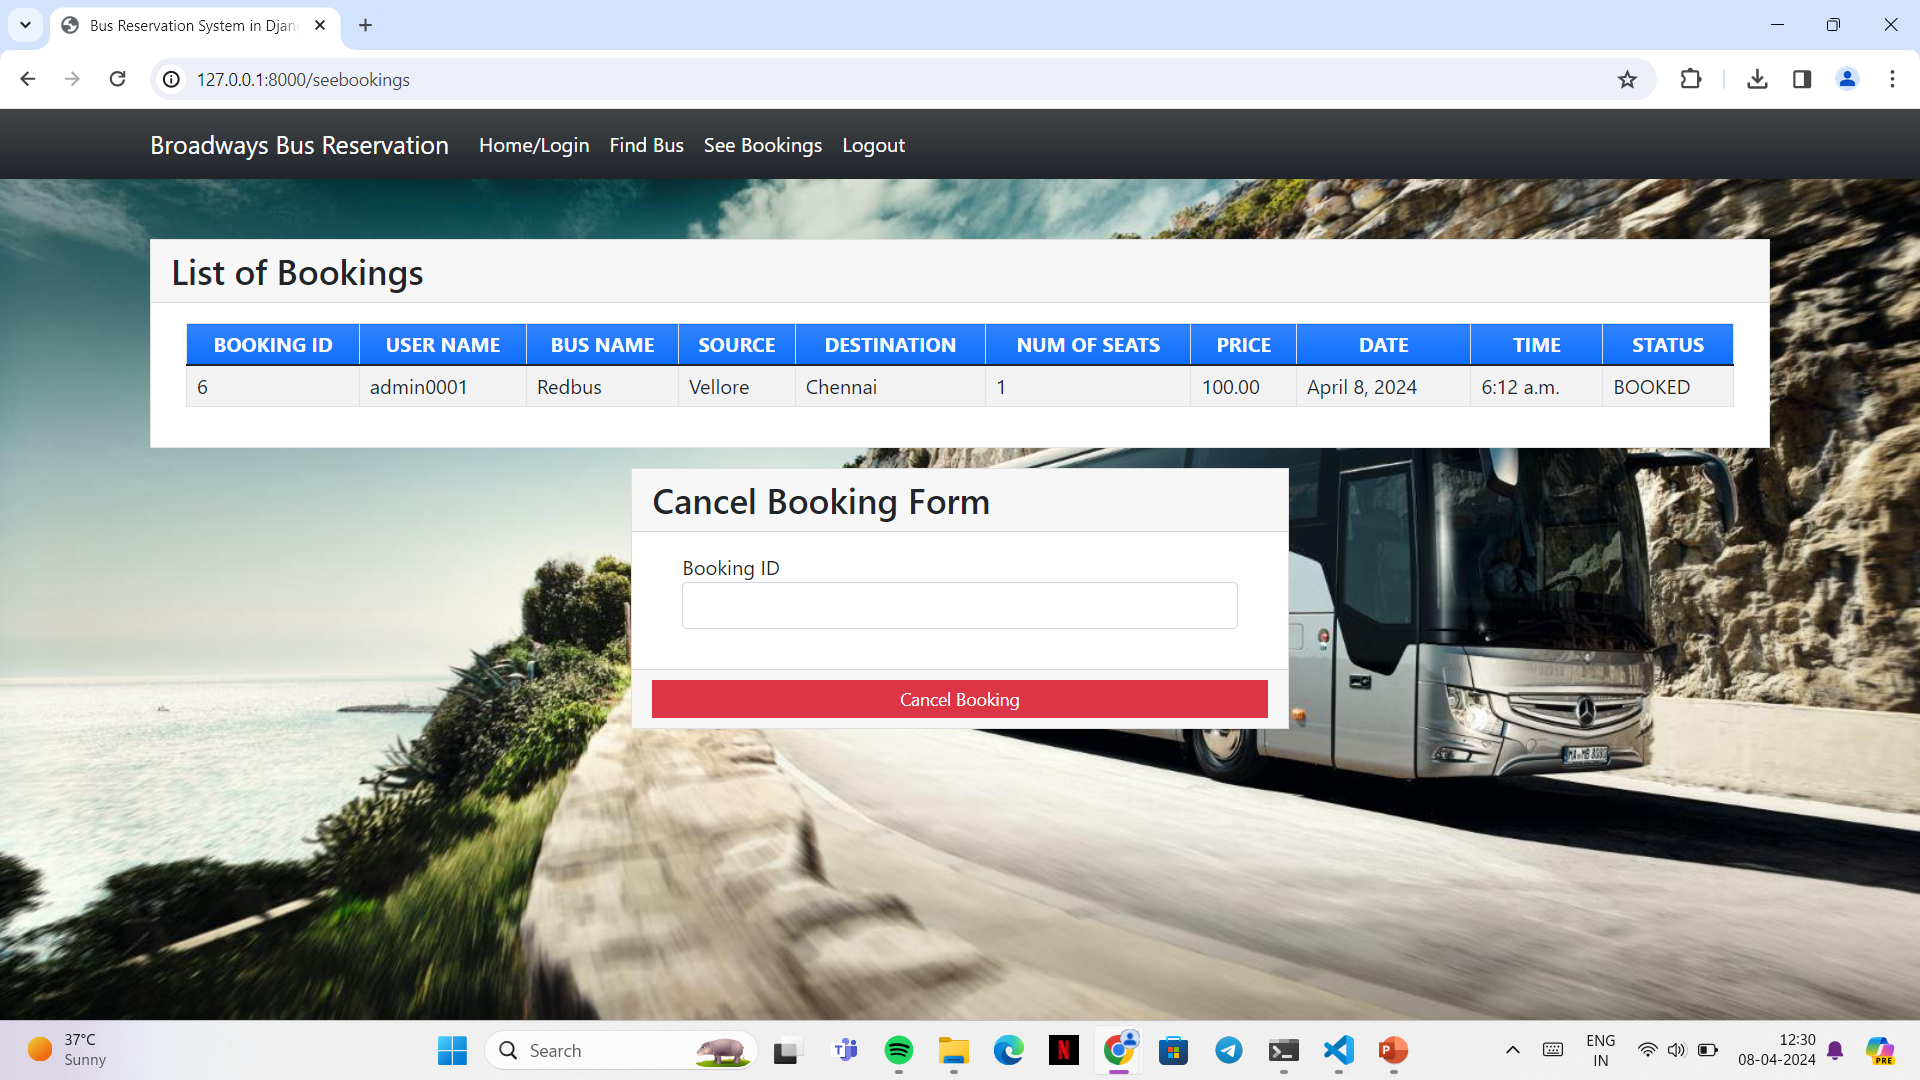 Bus Reservation System in Djan
127.0.0.1:8000/seebookings
Broadways Bus Reservation Home/Login Find Bus See Bookings Logout
List of Bookings
BOOKING ID USER NAME BUS NAME SOURCE DESTINATION NUM OF SEATS PRICE DATE TIME STATUS
6 admin0001 Redbus Vellore Chennai 1 100.00 April 8, 2024 6:12 a.m. BOOKED
Cancel Booking Form
Booking ID
Cancel Booking
37°C
Sunny
Search
N
P
PRE
ENG
IN
12:30
08-04-2024